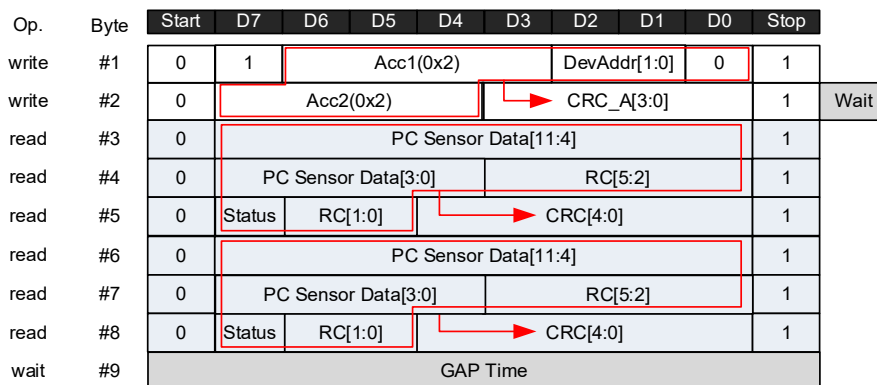 Op. Byte Start D7 D6 D5 D4 D3 D2 D1 D0 Stop
write #1 0 1 Acc1(0x2) DevAddr[1:0] 0 1
write #2 0 Acc2(0x2) CRC_A[3:0] 1 Wait
read #3 0 PC Sensor Data[11:4] 1
read #4 0 PC Sensor Data[3:0] RC[5:2] 1
read #5 0 Status RC[1:0] CRC[4:0] 1
read #6 0 PC Sensor Data[11:4] 1
read #7 0 PC Sensor Data[3:0] RC[5:2] 1
read #8 0 Status RC[1:0] CRC[4:0] 1
wait #9 GAP Time